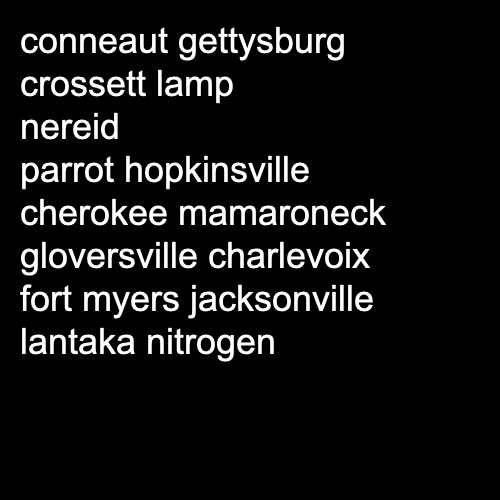 conneaut gettysburg
crossett lamp
nereid
parrot hopkinsville
cherokee mamaroneck
gloversville charlevoix
fort myers jacksonville
lantaka nitrogen